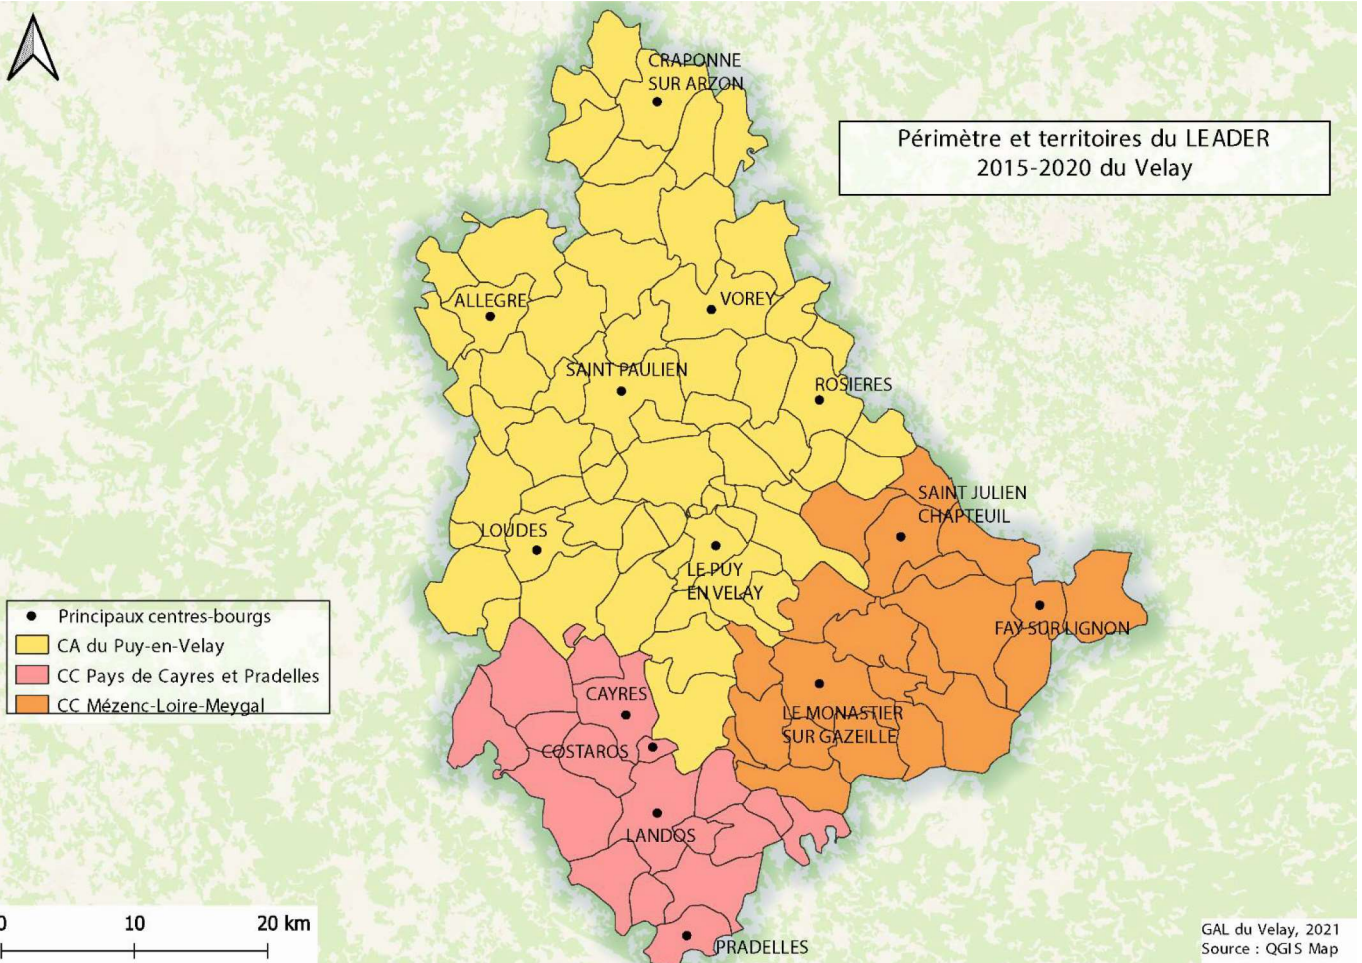 CRAPONNE
SUR ARZON
Périmètre et territoires du LEADER
2015-2020 du Velay
ALLEGRE
VOREY
SAINT PAULIEN
ROSIERES
SAINT JULIEN
CHAPTEUIL
LOUDES
LE PUY
EN VELAY
FAY SUR LIGNON
Principaux centres-bourgs
CA du Puy-en-Velay
CC Pays de Cayres et Pradelles
CC Mézenc-Loire-Meygal
CAYRES
LE MONASTIER
SUR GAZEILLE
COSTAROS
LANDOS
PRADELLES
0 10 20 km
GAL du Velay, 2021
Source : QGIS Map